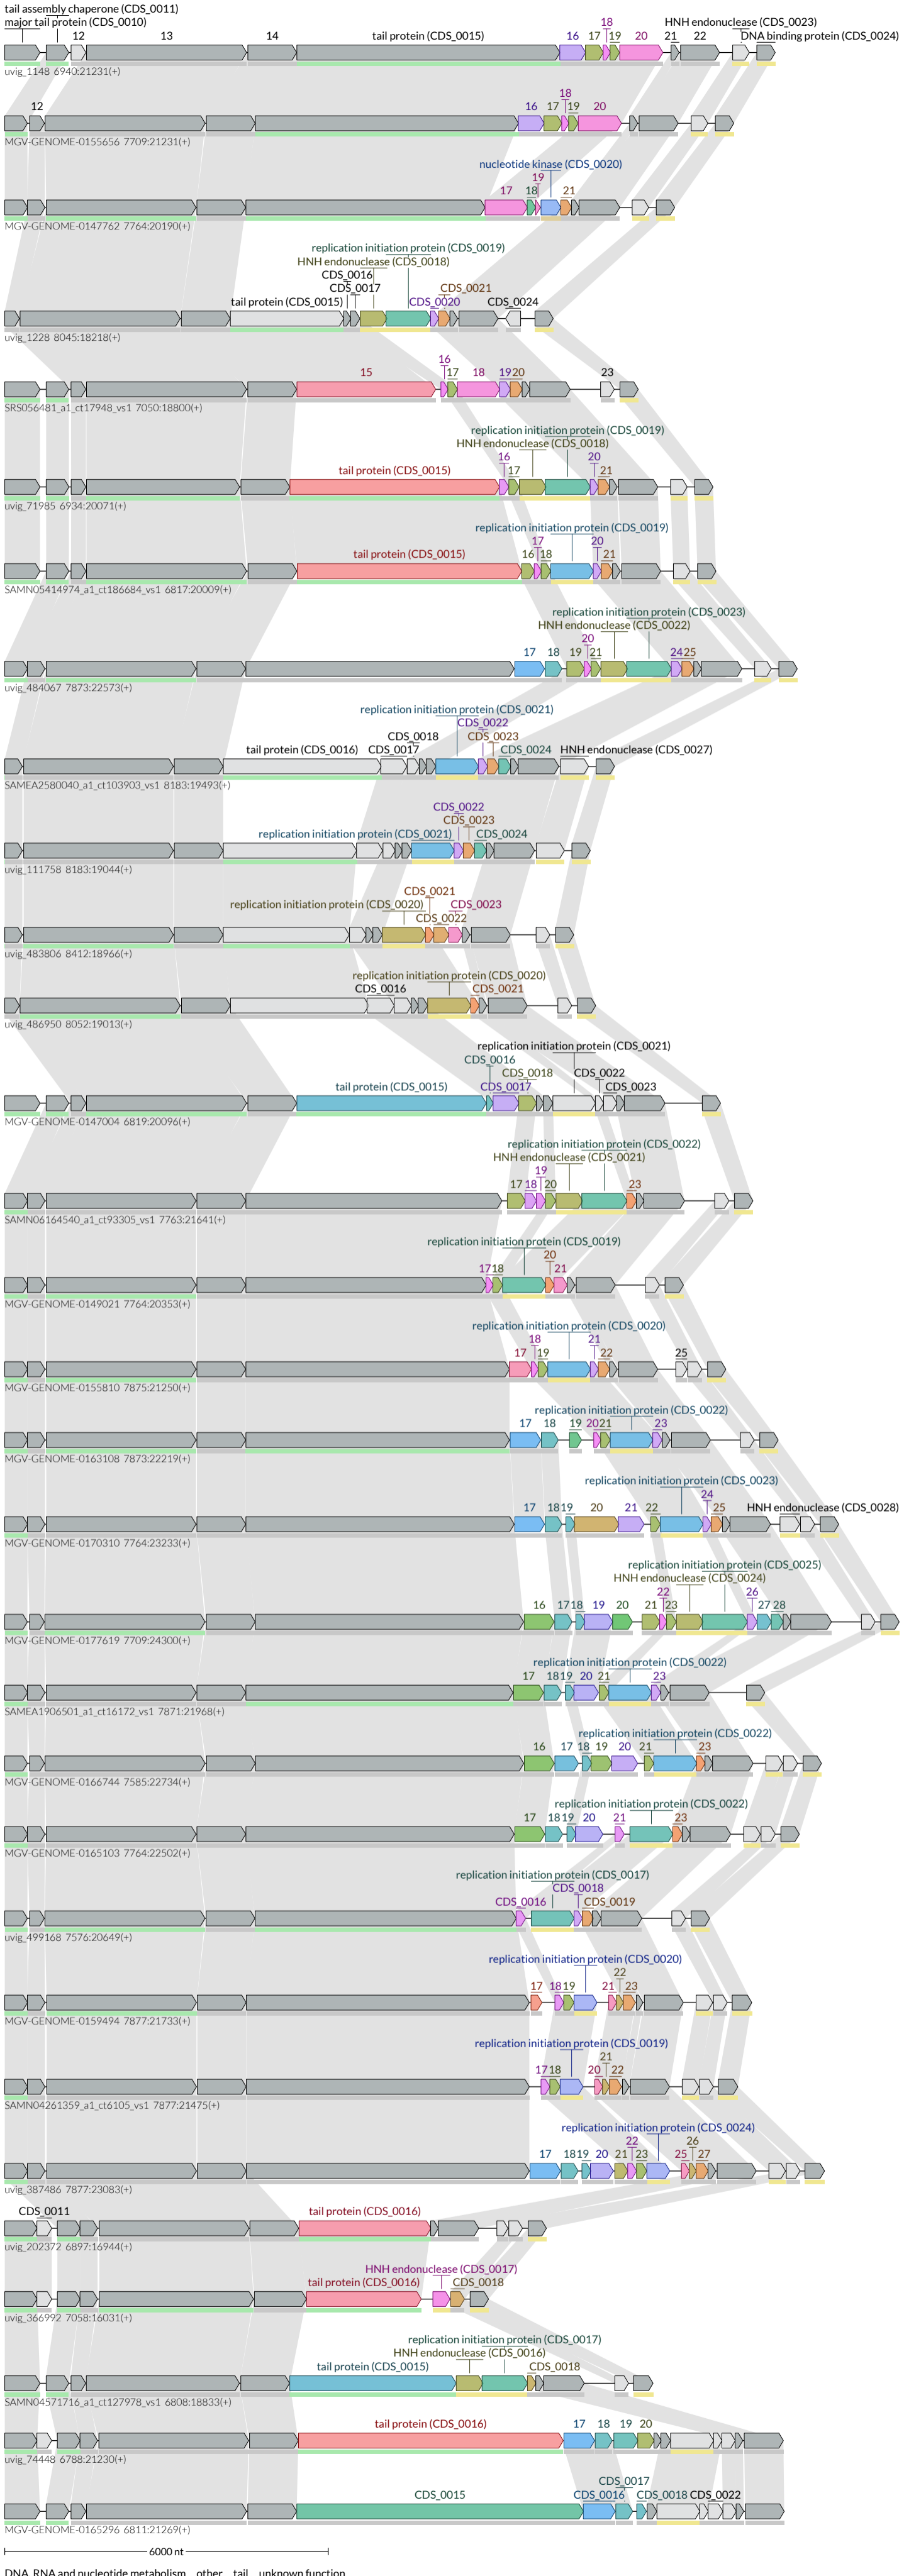 tail assembly chaperone (CDS_0011)
major tail protein (CDS_0010) HNH endonuclease (CDS_0023)
12 13 14 tail protein (CDS_0015) 16 17 18 19 20 21 22 DNA binding protein (CDS_0024)
uvig_1148 6940:21231(+)
12 16 17 18 19 20
MGV-GENOME-0155656 7709:21231(+)
nucleotide kinase (CDS_0020)
17 18 19 21
MGV-GENOME-0147762 7764:20190(+)
replication initiation protein (CDS_0019)
HNH endonuclease (CDS_0018)
CDS_0016
CDS_0017 CDS_0021
tail protein (CDS_0015) CDS_0020 CDS_0024
uvig_1228 8045:18218(+)
15 16 17 18 19 20 23
SRS056481_a1_ct17948_vs1 7050:18800(+)
replication initiation protein (CDS_0019)
HNH endonuclease (CDS_0018)
tail protein (CDS_0015) 16 17 20 21
uvig_71985 6934:20071(+)
replication initiation protein (CDS_0019)
tail protein (CDS_0015) 16 17 18 20 21
SAMN05414974_a1_ct186684_vs1 6817:20009(+)
replication initiation protein (CDS_0023)
HNH endonuclease (CDS_0022)
17 18 19 20 21 24 25
uvig_484067 7873:22573(+)
replication initiation protein (CDS_0021)
CDS_0022
CDS_0018 CDS_0023
tail protein (CDS_0016) CDS_0017 CDS_0024 HNH endonuclease (CDS_0027)
SAMEA2580040_a1_ct103903_vs1 8183:19493(+)
CDS_0022
CDS_0023
replication initiation protein (CDS_0021) CDS_0024
uvig_111758 8183:19044(+)
CDS_0021
replication initiation protein (CDS_0020) CDS_0023
CDS_0022
uvig_483806 8412:18966(+)
replication initiation protein (CDS_0020)
CDS_0016 CDS_0021
uvig_486950 8052:19013(+)
replication initiation protein (CDS_0021)
CDS_0016
CDS_0018 CDS_0022
tail protein (CDS_0015) CDS_0017 CDS_0023
MGV-GENOME-0147004 6819:20096(+)
replication initiation protein (CDS_0022)
HNH endonuclease (CDS_0021)
17 18 19 20 23
SAMN06164540_a1_ct93305_vs1 7763:21641(+)
replication initiation protein (CDS_0019)
17 18 20 21
MGV-GENOME-0149021 7764:20353(+)
replication initiation protein (CDS_0020)
17 18 19 21 22 25
MGV-GENOME-0155810 7875:21250(+)
replication initiation protein (CDS_0022)
17 18 19 20 21 23
MGV-GENOME-0163108 7873:22219(+)
replication initiation protein (CDS_0023)
17 18 19 20 21 22 24 25 HNH endonuclease (CDS_0028)
MGV-GENOME-0170310 7764:23233(+)
replication initiation protein (CDS_0025)
HNH endonuclease (CDS_0024)
16 17 18 19 20 21 22 23 26 27 28
MGV-GENOME-0177619 7709:24300(+)
replication initiation protein (CDS_0022)
17 18 19 20 21 23
SAMEA1906501_a1_ct16172_vs1 7871:21968(+)
replication initiation protein (CDS_0022)
16 17 18 19 20 21 23
MGV-GENOME-0166744 7585:22734(+)
replication initiation protein (CDS_0022)
17 18 19 20 21 23
MGV-GENOME-0165103 7764:22502(+)
replication initiation protein (CDS_0017)
CDS_0018
CDS_0016 CDS_0019
uvig_499168 7576:20649(+)
replication initiation protein (CDS_0020)
17 18 19 21 22 23
MGV-GENOME-0159494 7877:21733(+)
replication initiation protein (CDS_0019)
17 18 20 21 22
SAMN04261359_a1_ct6105_vs1 7877:21475(+)
replication initiation protein (CDS_0024)
17 18 19 20 21 22 23 25 26 27
uvig_387486 7877:23083(+)
CDS_0011 tail protein (CDS_0016)
uvig_202372 6897:16944(+)
HNH endonuclease (CDS_0017)
tail protein (CDS_0016) CDS_0018
uvig_366992 7058:16031(+)
replication initiation protein (CDS_0017)
HNH endonuclease (CDS_0016)
tail protein (CDS_0015) CDS_0018
SAMN04571716_a1_ct127978_vs1 6808:18833(+)
tail protein (CDS_0016) 17 18 19 20
uvig_74448 6788:21230(+)
CDS_0017
CDS_0015 CDS_0016 CDS_0018 CDS_0022
MGV-GENOME-0165296 6811:21269(+)
6000 nt
DNA, RNA and nucleotide metabolism other tail unknown function